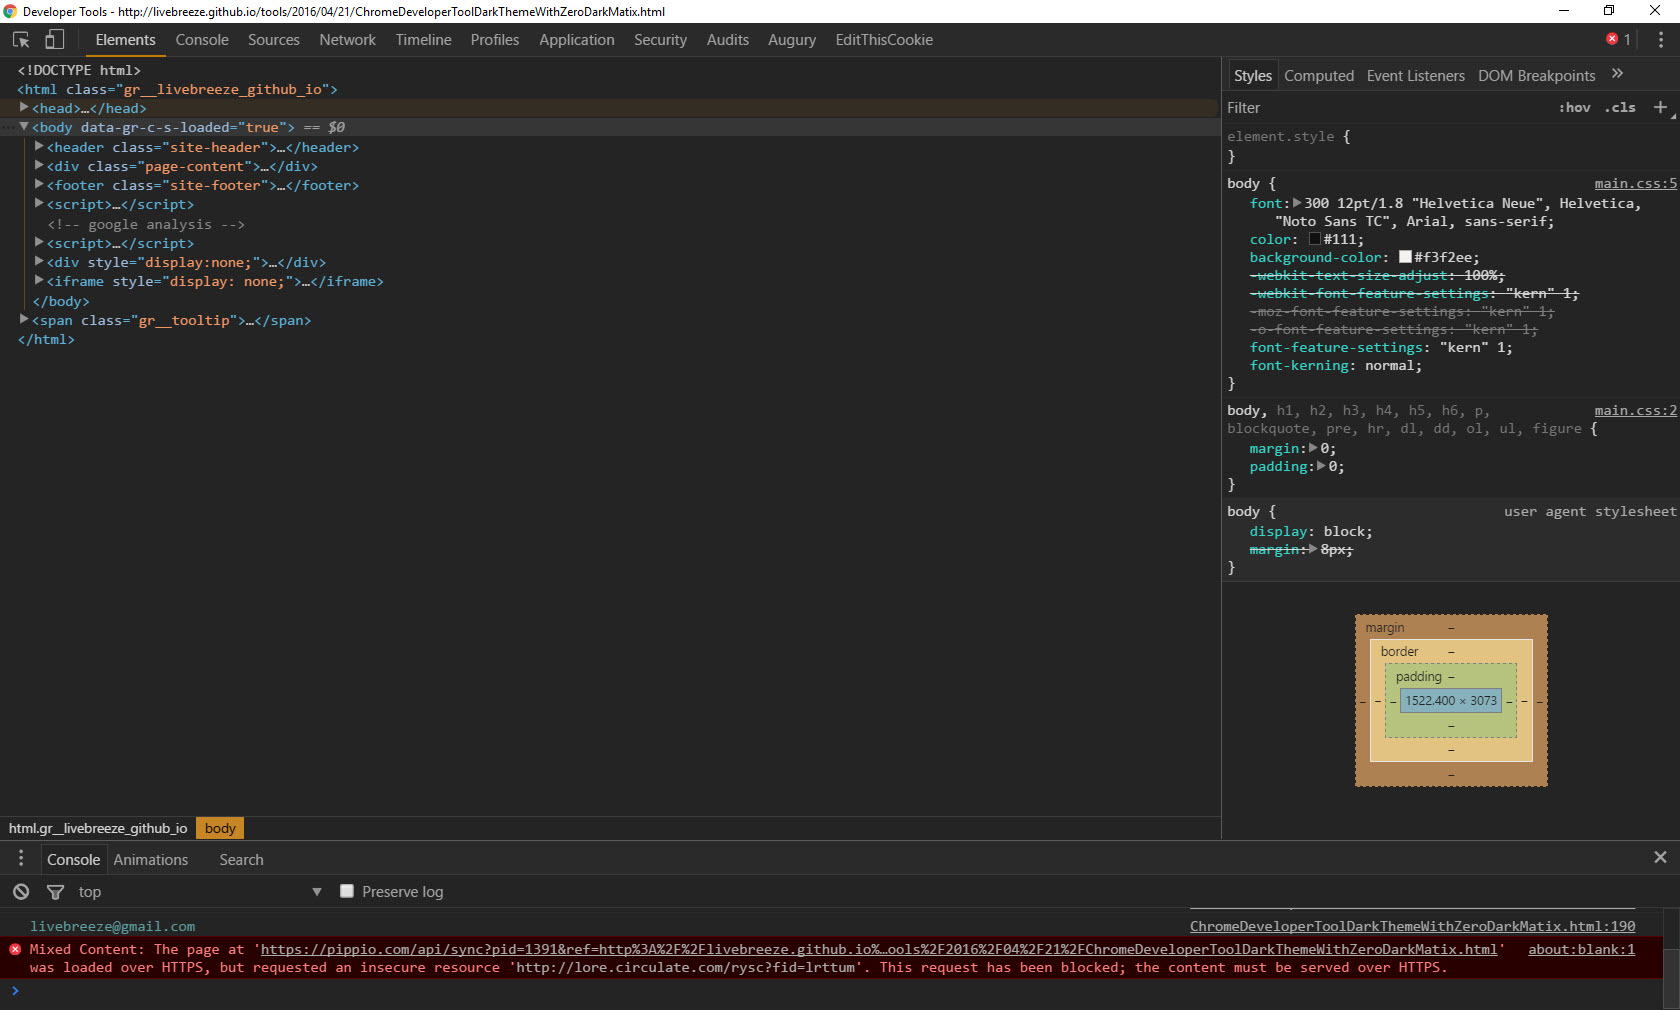 Developer Tools - http://livebreeze.github.io/tools/2016/04/21/ChromeDeveloperToolDarkThemeWithZeroDarkMatix.html
Elements Console Sources Network Timeline Profiles Application Security Audits Augury EditThisCookie 1
<!DOCTYPE html>
<html class="gr__livebreeze_github_io">
<head>…</head>
<body data-gr-c-s-loaded="true"> == $0
<header class="site-header">…</header>
<div class="page-content">…</div>
<footer class="site-footer">…</footer>
<script>…</script>
<!-- google analysis -->
<script>…</script>
<div style="display:none;">…</div>
<iframe style="display: none;">…</iframe>
</body>
<span class="gr__tooltip">…</span>
</html>
html.gr__livebreeze_github_io body
Styles Computed Event Listeners DOM Breakpoints »
Filter :hov .cls +
element.style {
}
body { main.css:5
font: 300 12pt/1.8 "Helvetica Neue", Helvetica,
"Noto Sans TC", Arial, sans-serif;
color: #111;
background-color: #f3f2ee;
-webkit-text-size-adjust: 100%;
-webkit-font-feature-settings: "kern" 1;
-moz-font-feature-settings: "kern" 1;
-o-font-feature-settings: "kern" 1;
font-feature-settings: "kern" 1;
font-kerning: normal;
}
body, h1, h2, h3, h4, h5, h6, p, main.css:2
blockquote, pre, hr, dl, dd, ol, ul, figure {
margin: 0;
padding: 0;
}
body { user agent stylesheet
display: block;
margin: 8px;
}
margin –
border –
padding –
– – – 1522.400 × 3073 – – –
–
–
–
Console Animations Search
top Preserve log
livebreeze@gmail.com ChromeDeveloperToolDarkThemeWithZeroDarkMatix.html:190
Mixed Content: The page at 'https://pippio.com/api/sync?pid=1391&ref=http%3A%2F%2Flivebreeze.github.io%…ools%2F2016%2F04%2F21%2FChromeDeveloperToolDarkThemeWithZeroDarkMatix.html' about:blank:1
was loaded over HTTPS, but requested an insecure resource 'http://lore.circulate.com/rysc?fid=lrttum'. This request has been blocked; the content must be served over HTTPS.
>